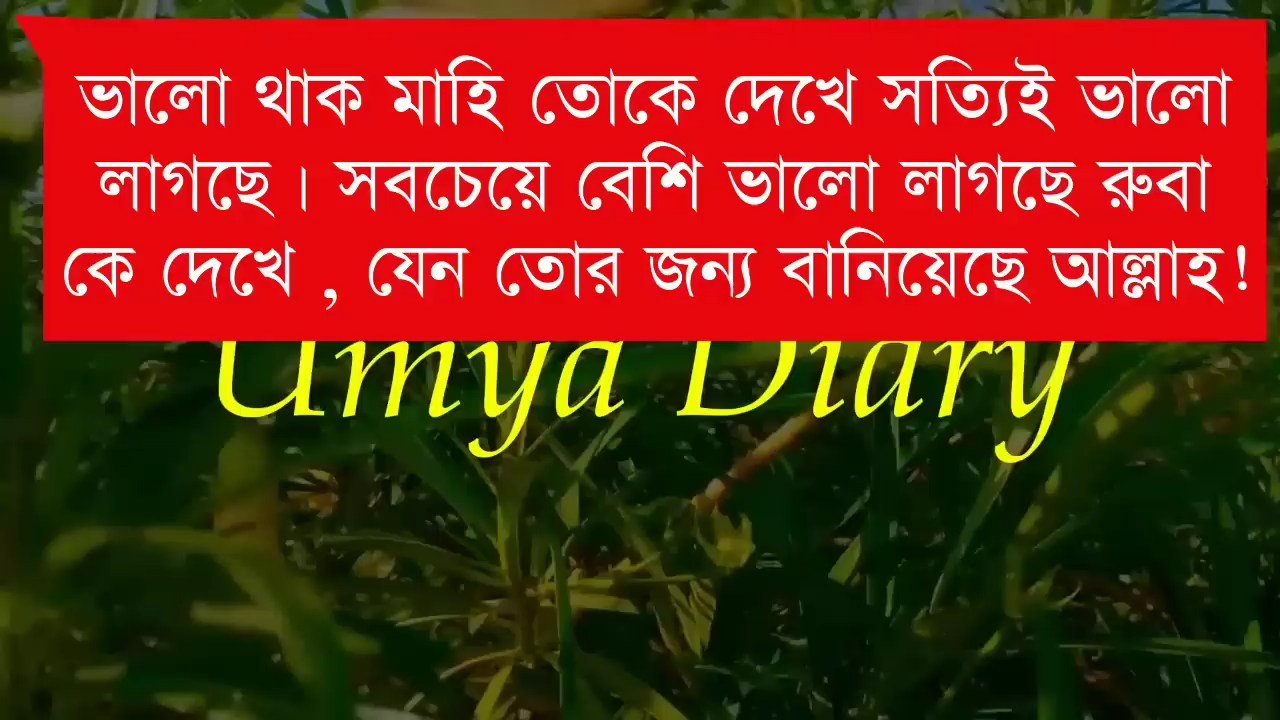 ভালো থাক মাহি তোকে দেখে সত্যিই ভালো
লাগছে। সবচেয়ে বেশি ভালো লাগছে রুবা
কে দেখে , যেন তোর জন্য বানিয়েছে আল্লাহ!
Umya Diary